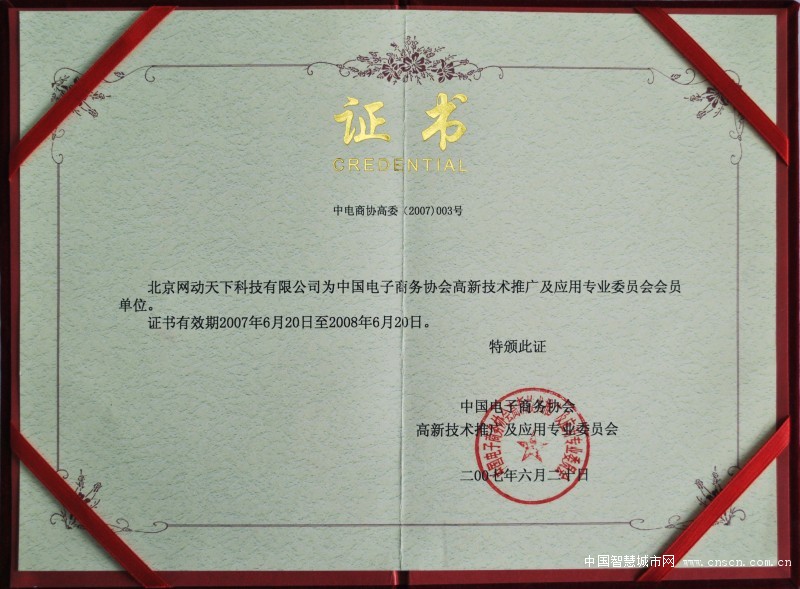 证书
CREDENTIAL
中电商协高委（2007)003号
北京网动天下科技有限公司为中国电子商务协会高新技术推广及应用专业委员会会员
单位。
证书有效期2007年6月20日至2008年6月20日。
特颁此证
中国电子商务协会
高新技术推广及应用专业委员会
二00七年六月二十日
中国智慧城市网 www.cnscn.com.cn